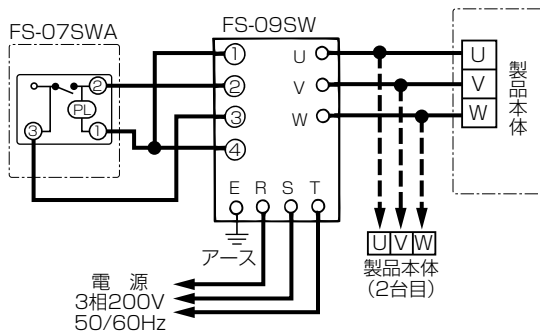 FS-07SWA
FS-09SW
②
PL
③
①
①
②
③
④
U
V
W
E R S T
アース
U
V
W
製品本体
電源
3相200V
50/60Hz
U V W
製品本体
(2台目)